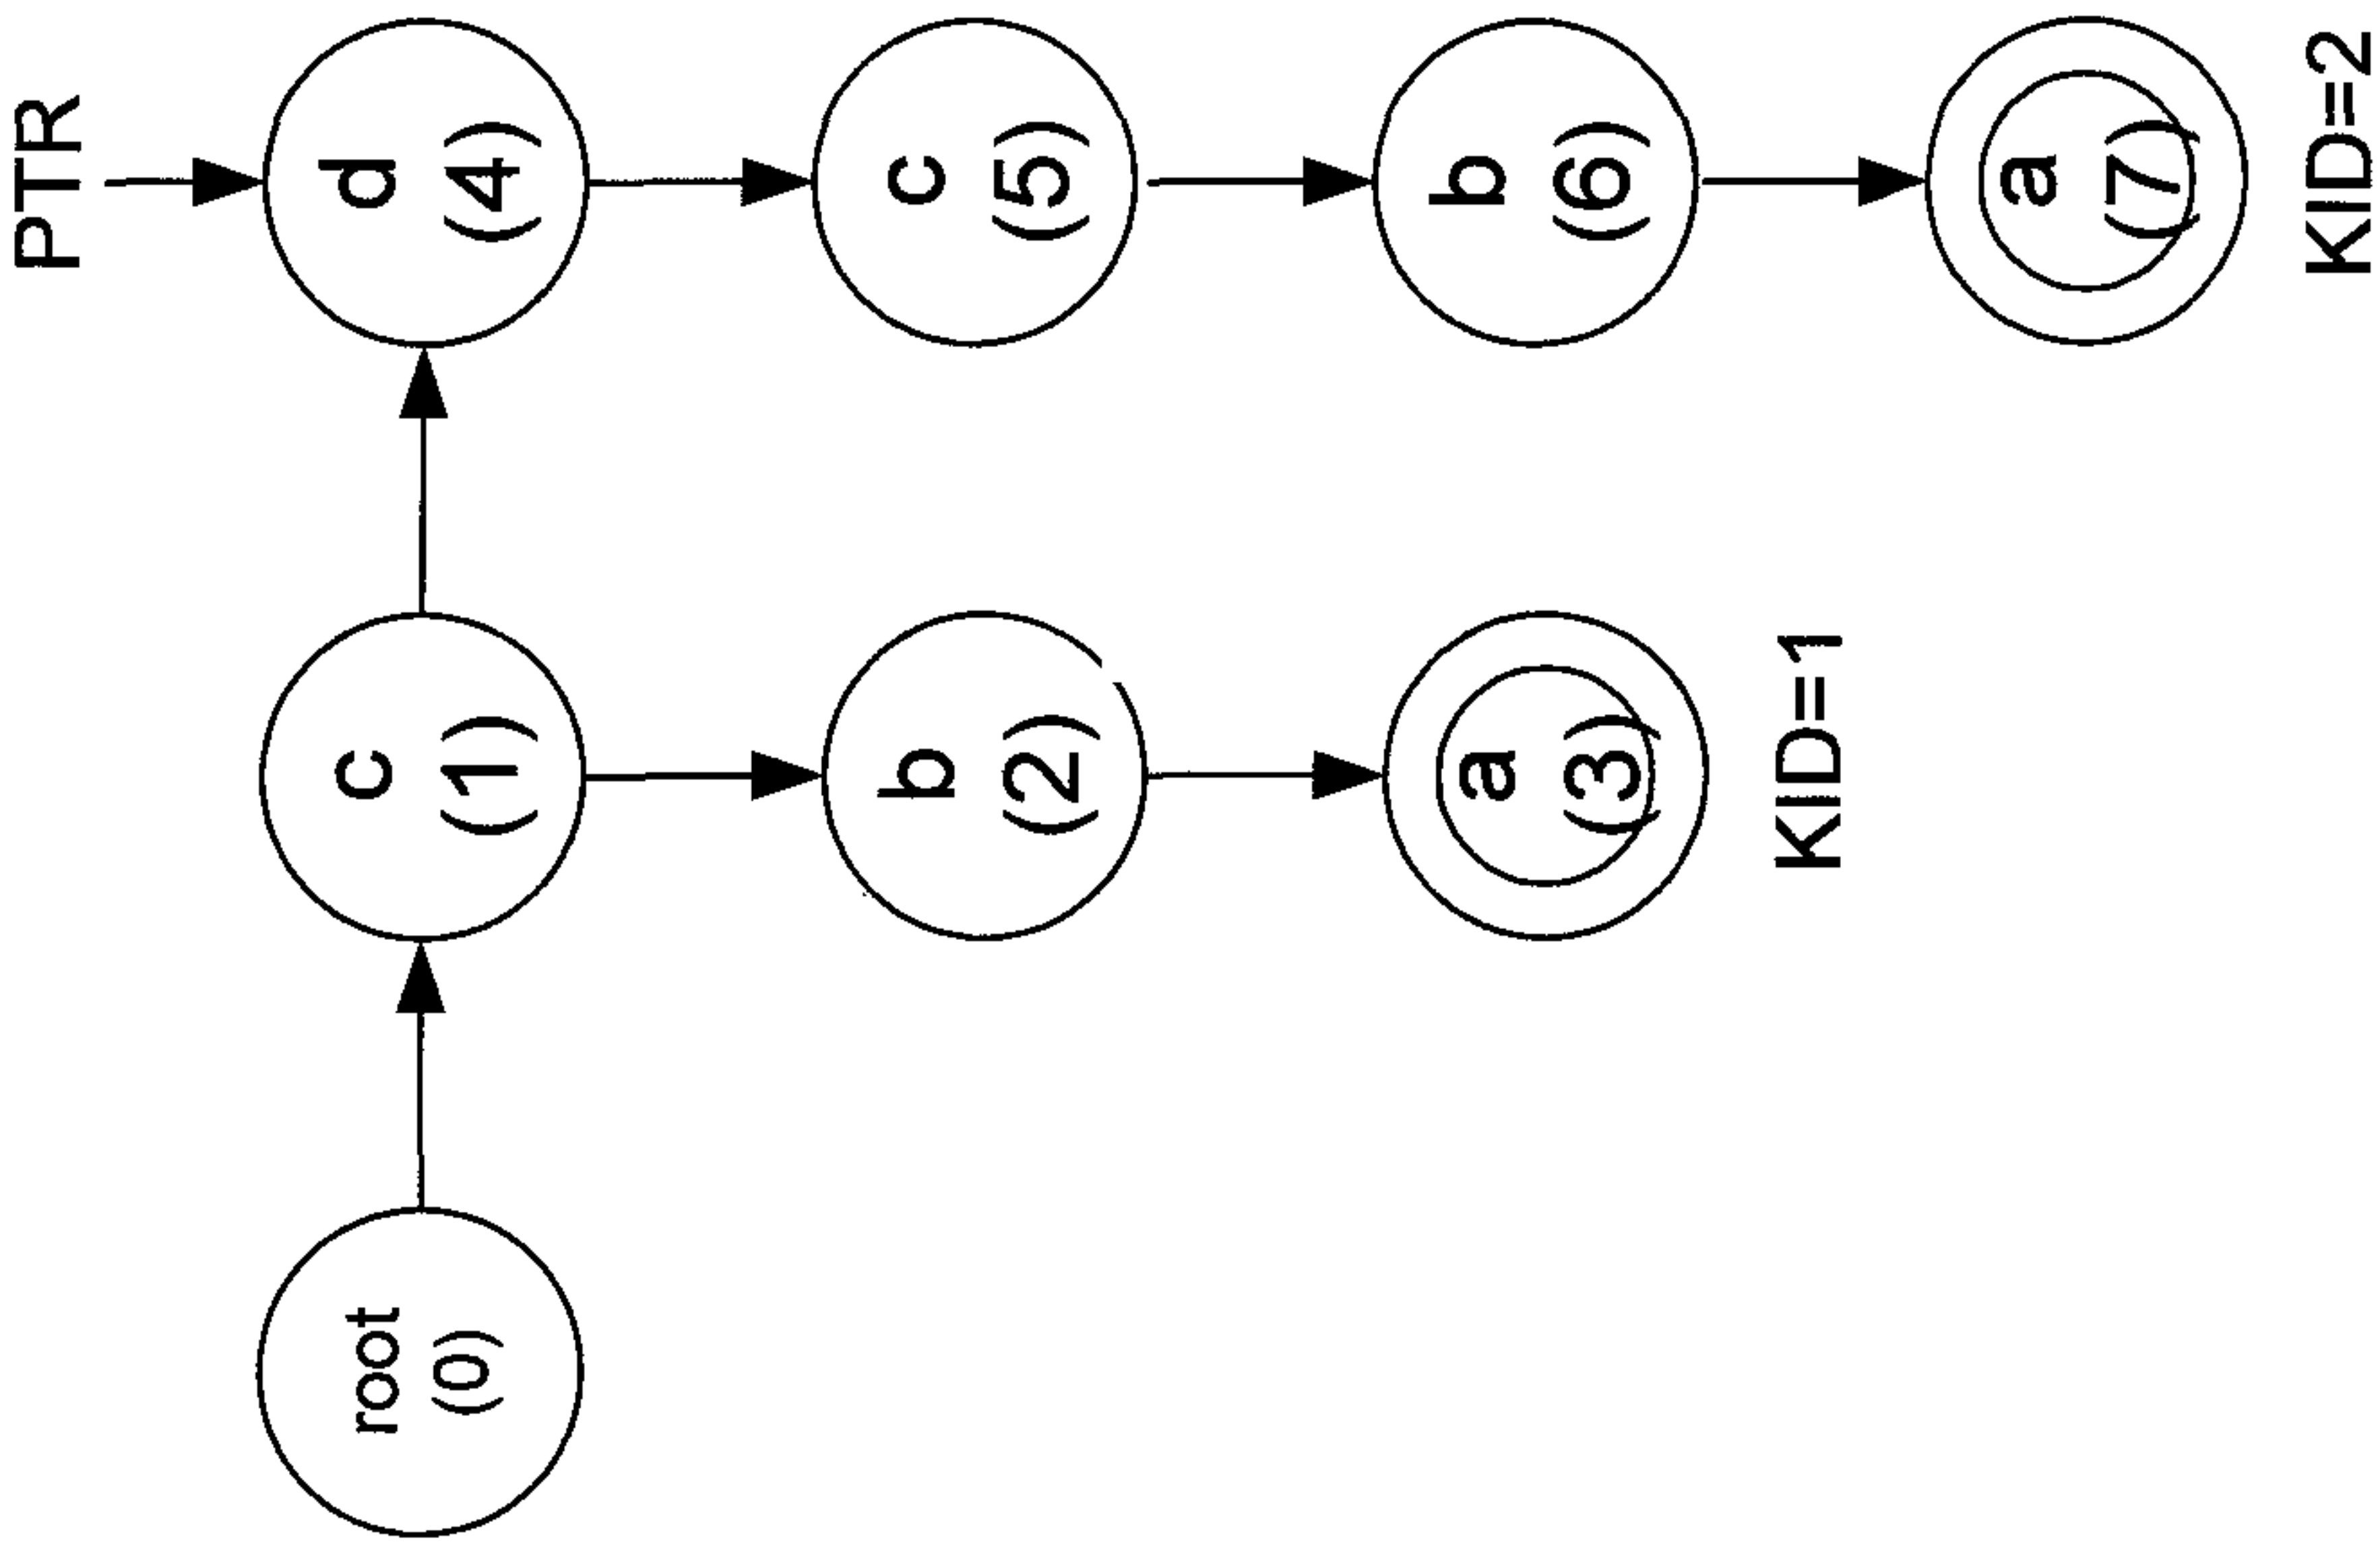 PTR
root
(0)
c
(1)
d
(4)
b
(2)
c
(5)
a
(3)
b
(6)
KID=1
a
(7)
KID=2